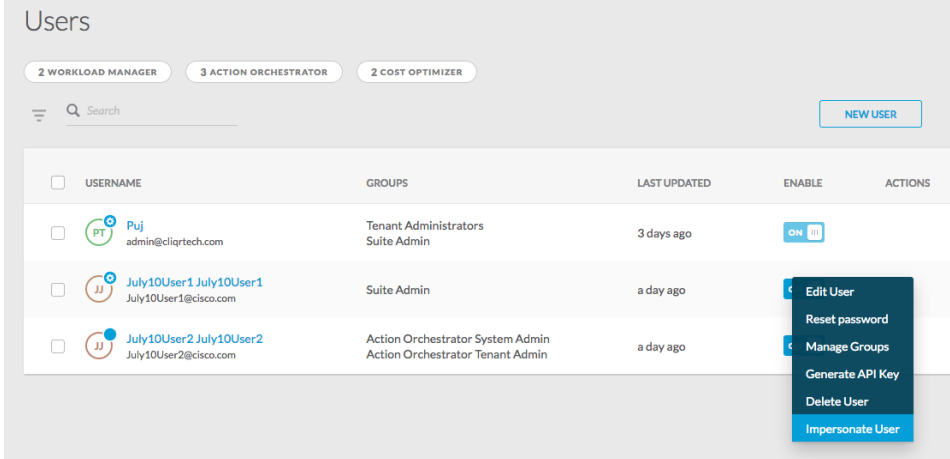 Users
2 WORKLOAD MANAGER 3 ACTION ORCHESTRATOR 2 COST OPTIMIZER
Search
NEW USER
USERNAME GROUPS LAST UPDATED ENABLE ACTIONS
PT Puj Tenant Administrators
admin@cliqrtech.com Suite Admin 3 days ago ON
JJ July10User1 July10User1
July10User1@cisco.com Suite Admin a day ago
JJ July10User2 July10User2 Action Orchestrator System Admin
July10User2@cisco.com Action Orchestrator Tenant Admin a day ago
Edit User
Reset password
Manage Groups
Generate API Key
Delete User
Impersonate User